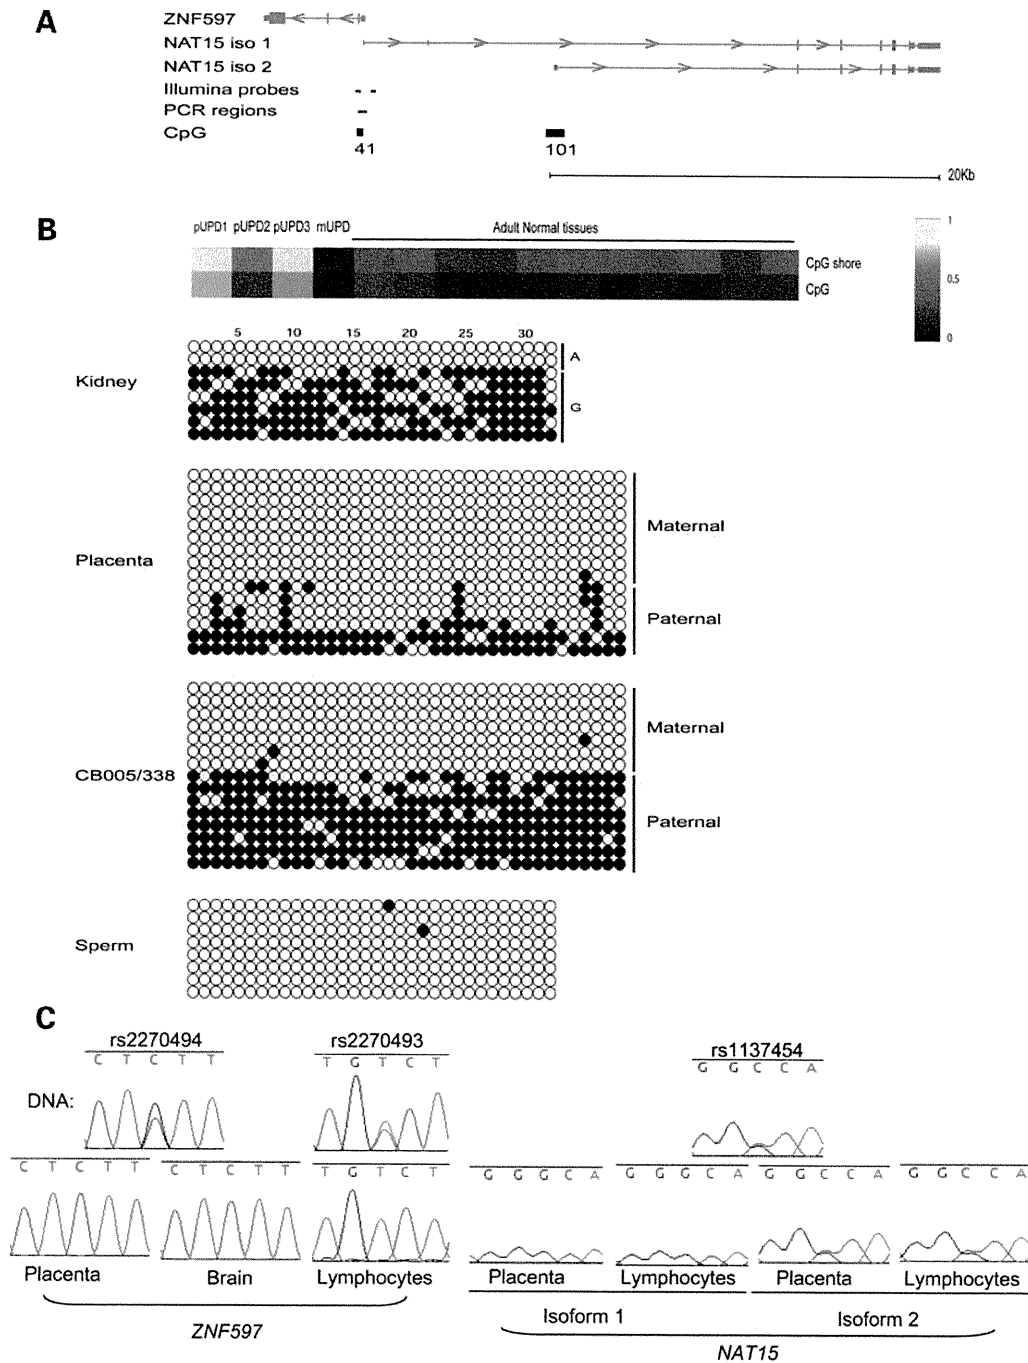 A
ZNF597
NAT15 iso 1
NAT15 iso 2
Illumina probes
PCR regions
CpG
41
101
20Kb
B
pUPD1 pUPD2 pUPD3 mUPD Adult Normal tissues
CpG shore
CpG
1
0.5
0
5 10 15 20 25 30
Kidney
A
G
Placenta
Maternal
Paternal
CB005/338
Maternal
Paternal
Sperm
C
rs2270494 rs2270493 rs1137454
C T C T T T G T C T G G C C A
DNA:
C T C T T C T C T T T G T C T G G G C A G G G C A G G C C A G G C C A
Placenta Brain Lymphocytes Placenta Lymphocytes Placenta Lymphocytes
Isoform 1 Isoform 2
ZNF597 NAT15